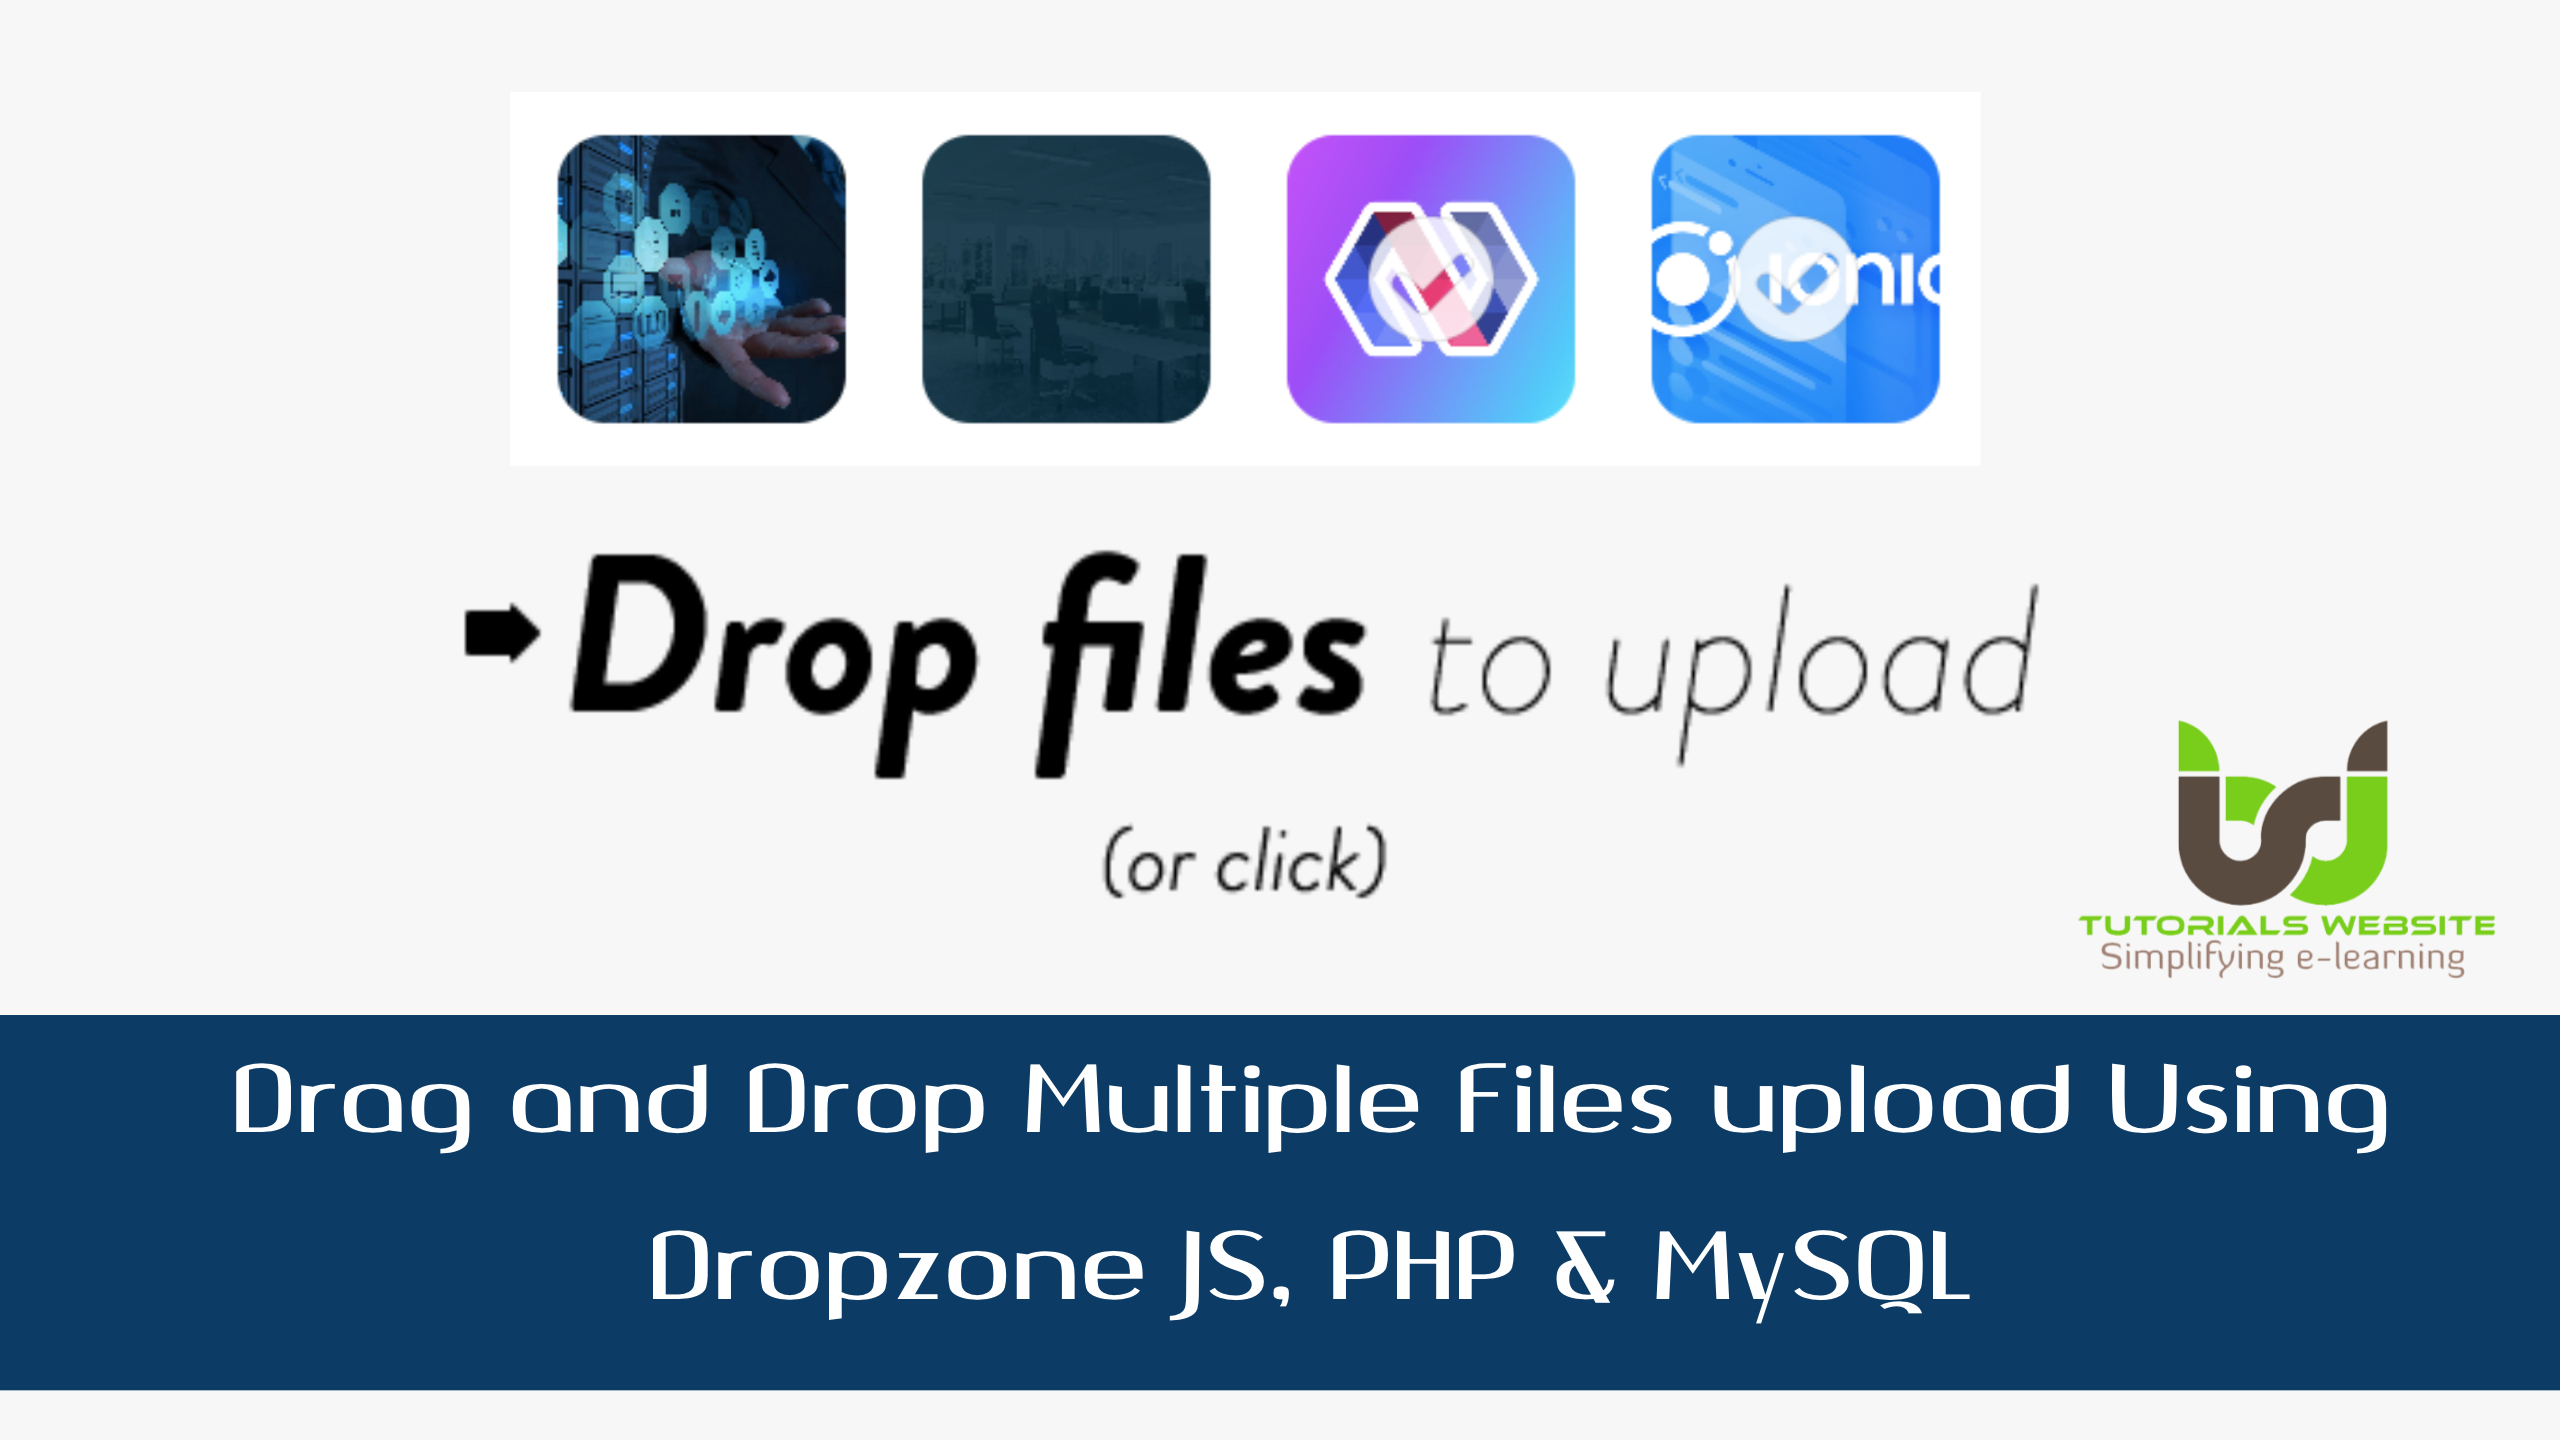 ionic
Drop files to upload
(or click)
TUTORIALS WEBSITE
Simplifying e-learning
Drag and Drop Multiple Files upload Using
Dropzone JS, PHP & MySQL